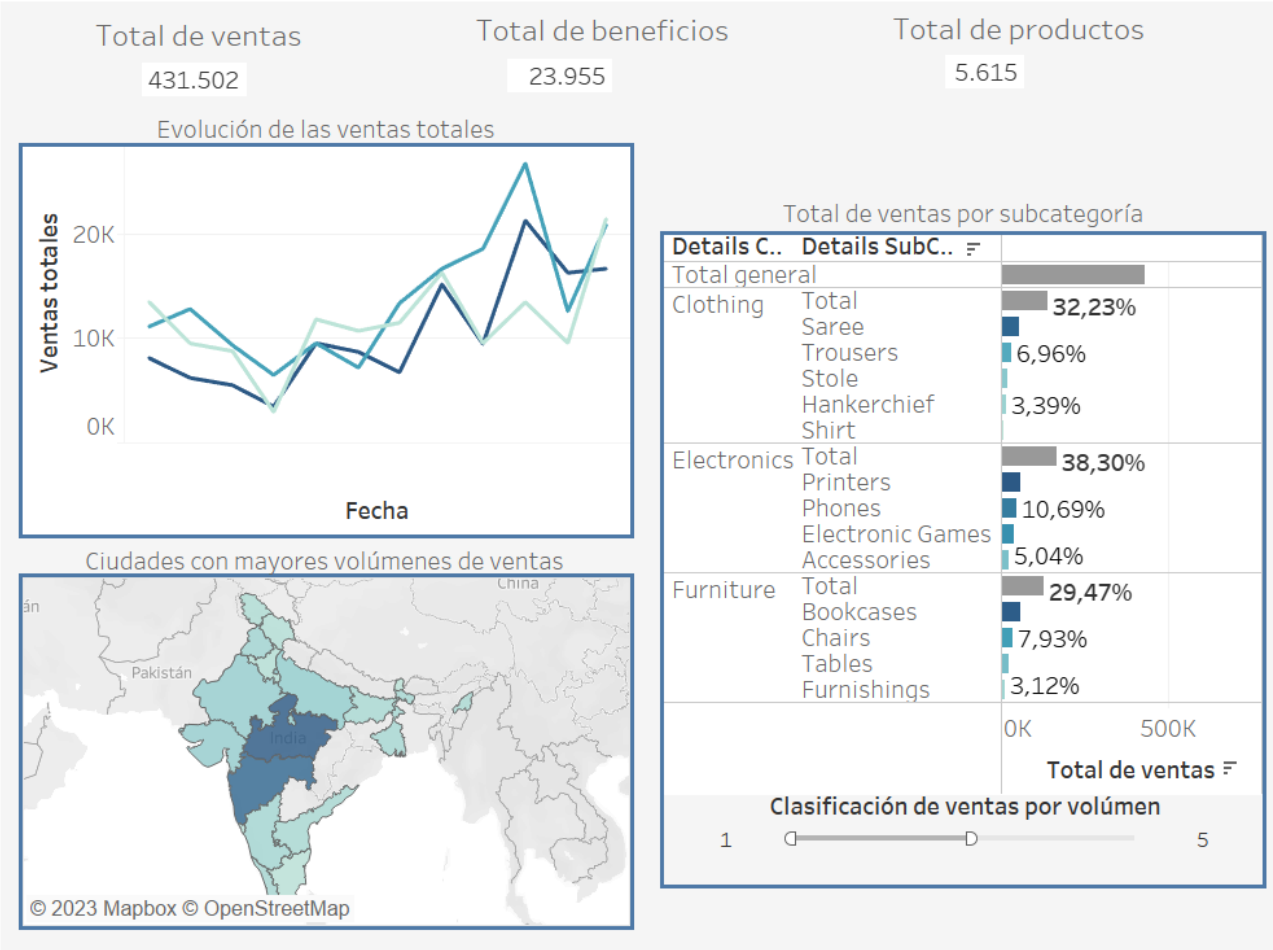 Total de ventas
431.502
Total de beneficios
23.955
Total de productos
5.615
Evolución de las ventas totales
Ventas totales
20K
10K
0K
Fecha
Ciudades con mayores volúmenes de ventas
China
án
Pakistán
India
© 2023 Mapbox © OpenStreetMap
Total de ventas por subcategoría
Details C.. Details SubC..
Total general
Clothing Total 32,23%
Saree
Trousers 6,96%
Stole
Hankerchief 3,39%
Shirt
Electronics Total 38,30%
Printers
Phones 10,69%
Electronic Games
Accessories 5,04%
Furniture Total 29,47%
Bookcases
Chairs 7,93%
Tables
Furnishings 3,12%
0K 500K
Total de ventas
Clasificación de ventas por volúmen
1 5